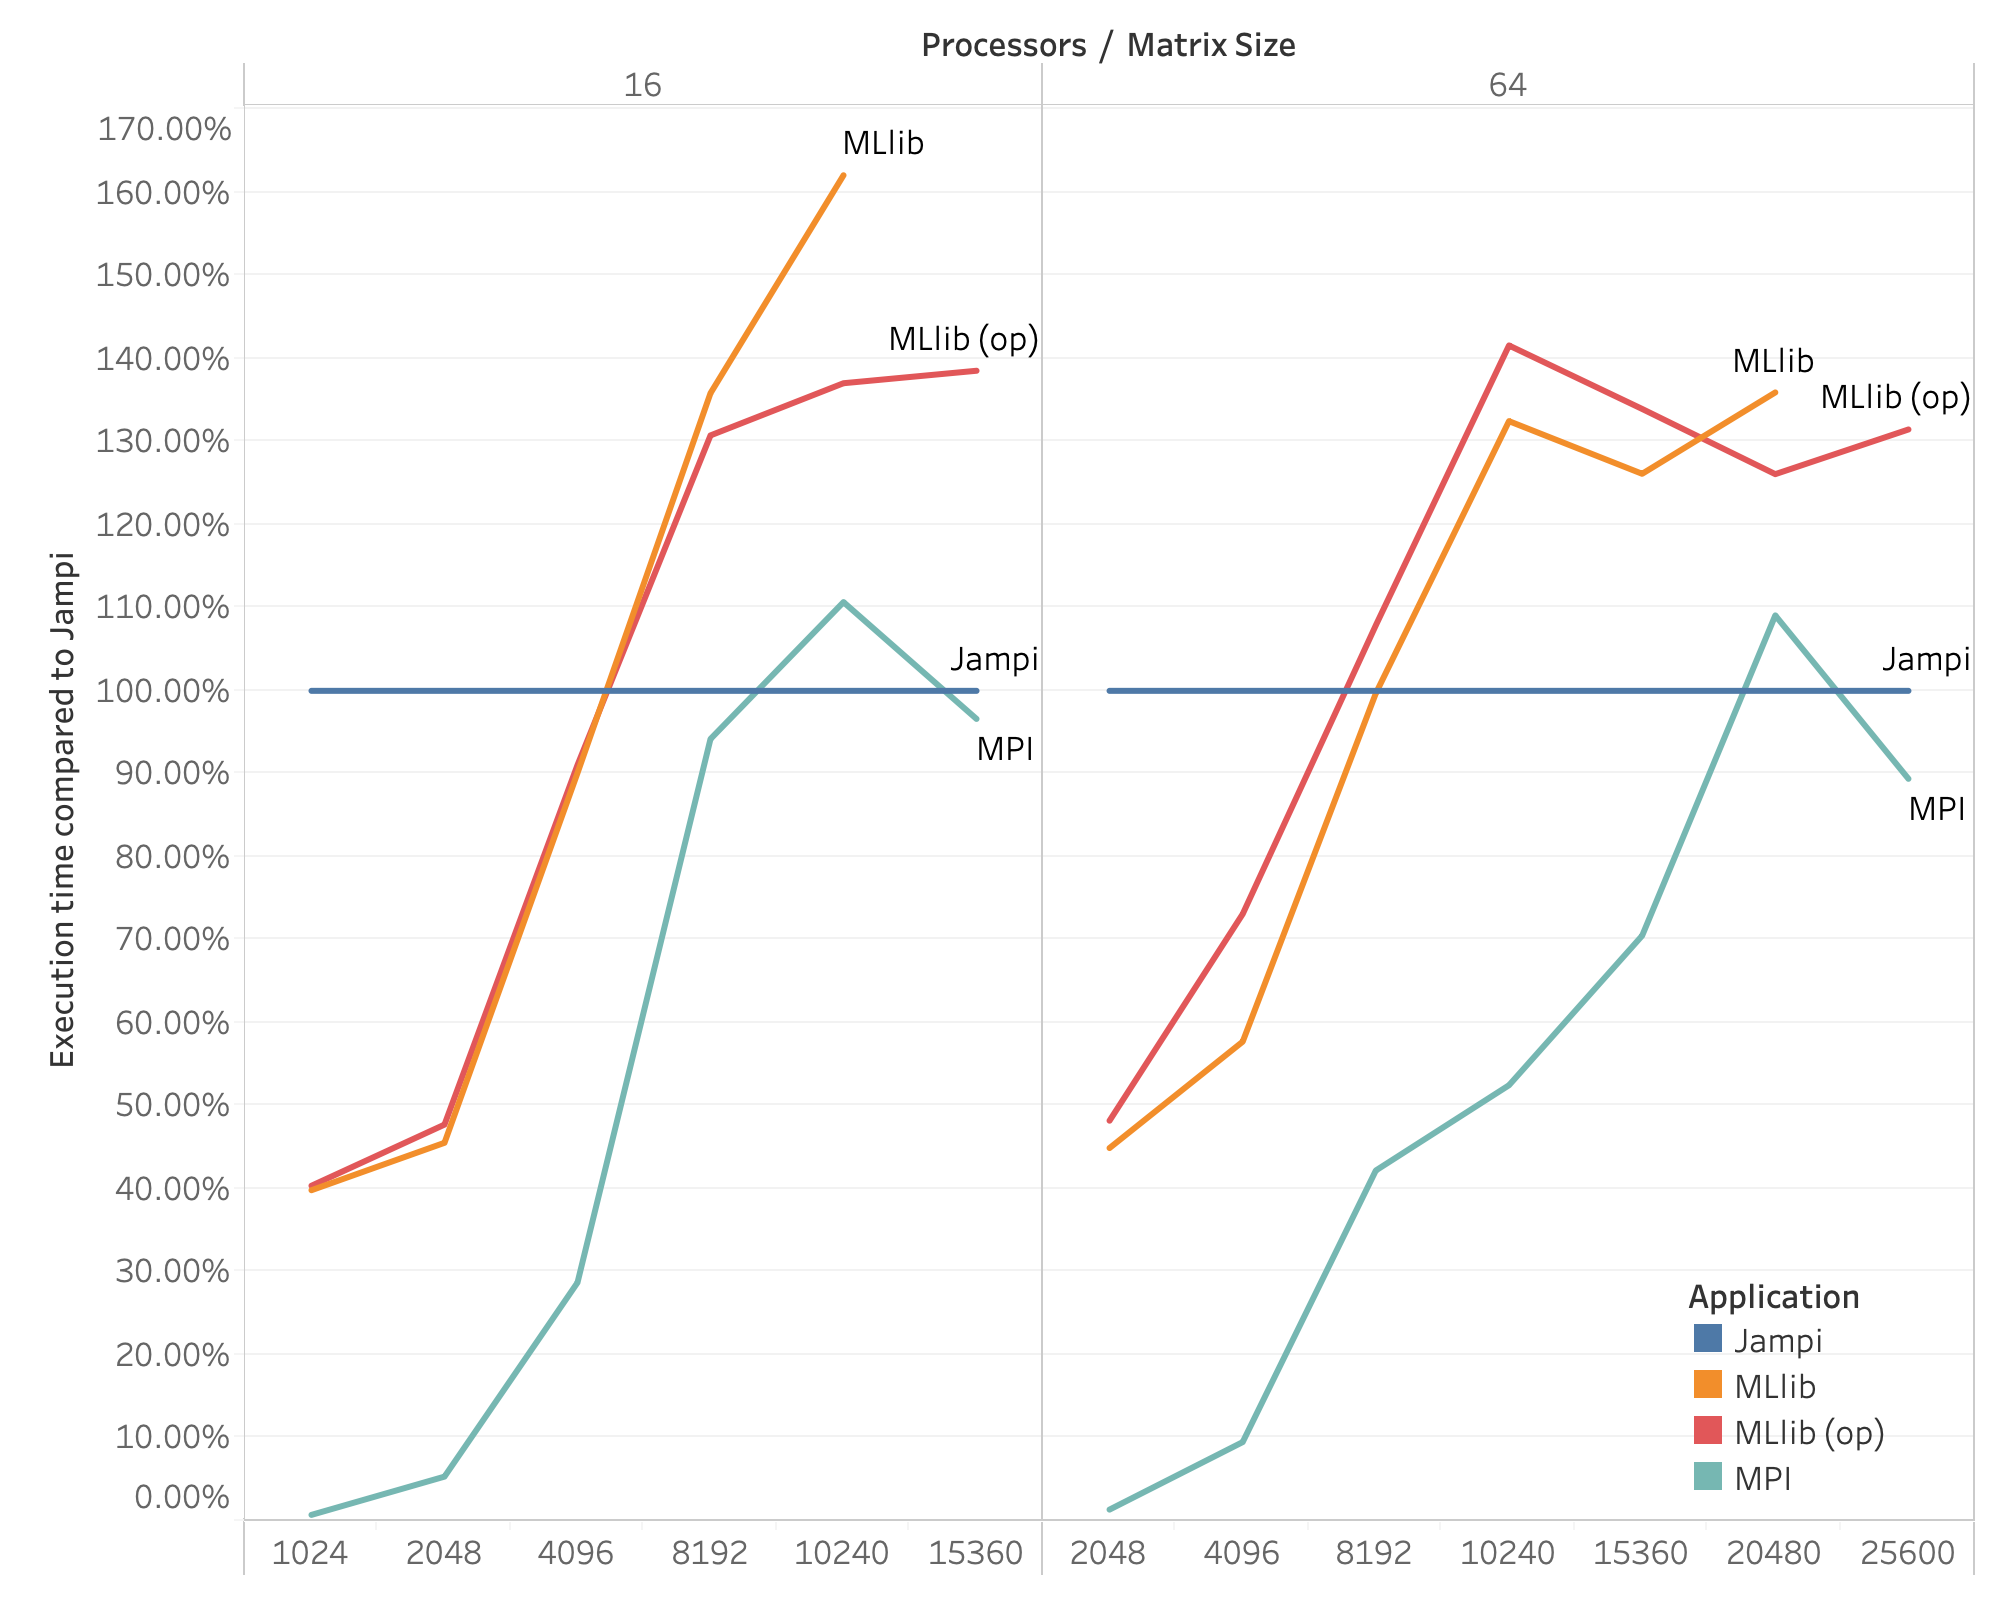 Processors / Matrix Size
16
64
170.00%
160.00%
150.00%
140.00%
130.00%
120.00%
110.00%
100.00%
90.00%
80.00%
70.00%
60.00%
50.00%
40.00%
30.00%
20.00%
10.00%
0.00%
Execution time compared to Jampi
MLlib
MLlib (op)
Jampi
MPI
MLlib
MLlib (op)
Jampi
MPI
Application
Jampi
MLlib
MLlib (op)
MPI
1024 2048 4096 8192 10240 15360 2048 4096 8192 10240 15360 20480 25600